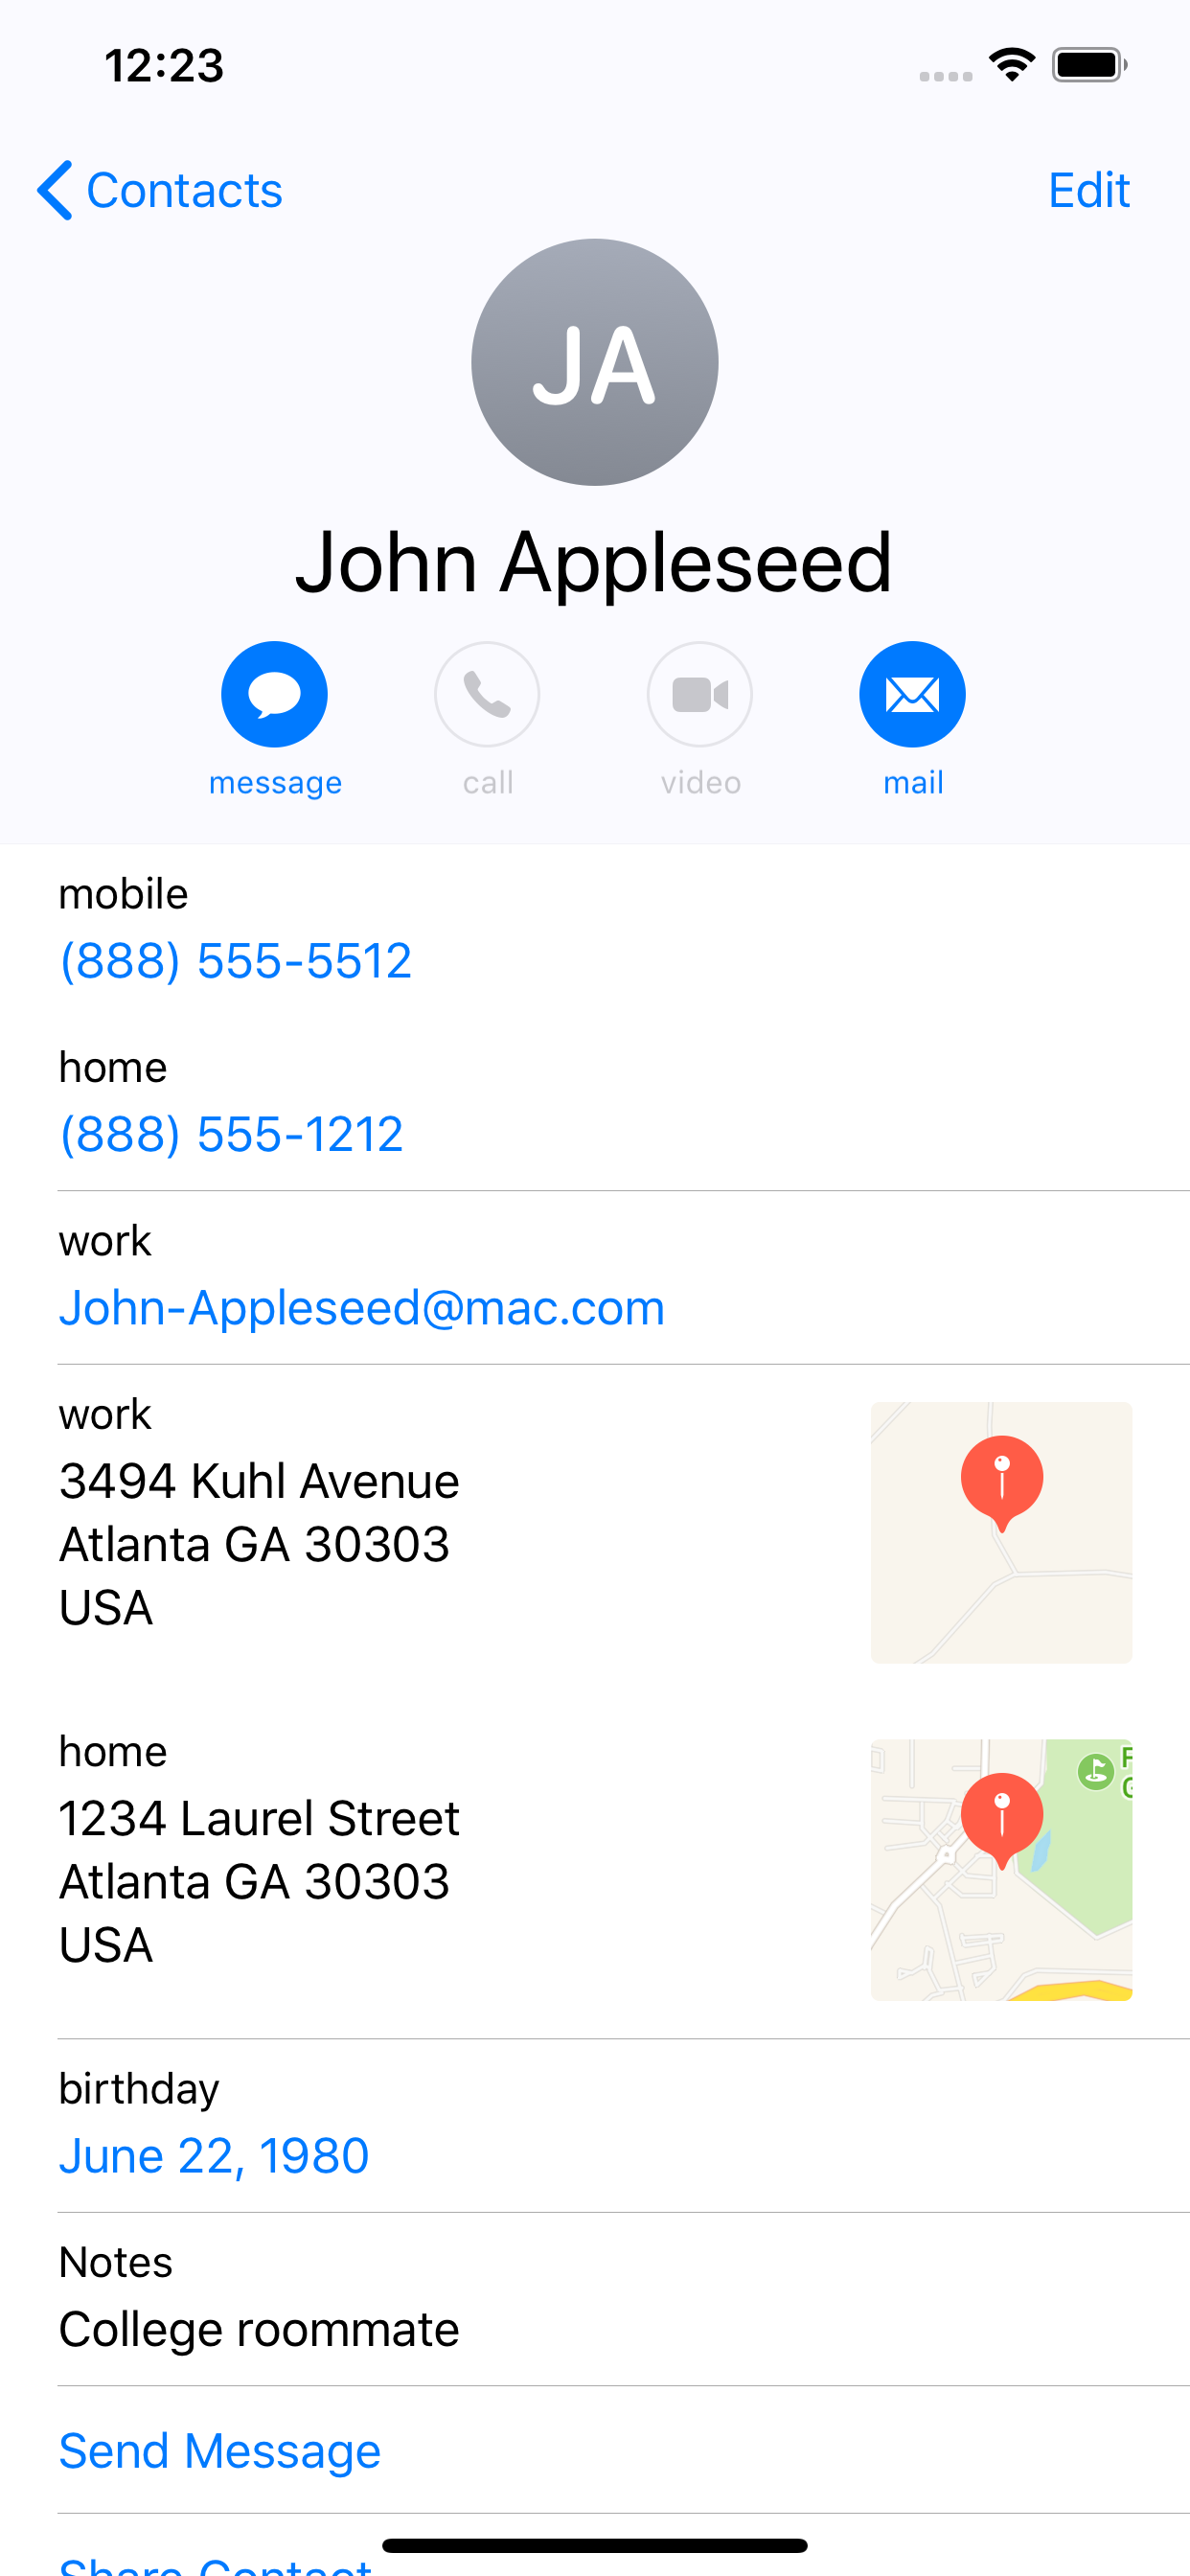 12:23
Contacts Edit
JA
John Appleseed
message call video mail
mobile
(888) 555-5512
home
(888) 555-1212
work
John-Appleseed@mac.com
work
3494 Kuhl Avenue
Atlanta GA 30303
USA
home
1234 Laurel Street
Atlanta GA 30303
USA
birthday
June 22, 1980
Notes
College roommate
Send Message
Share Contact